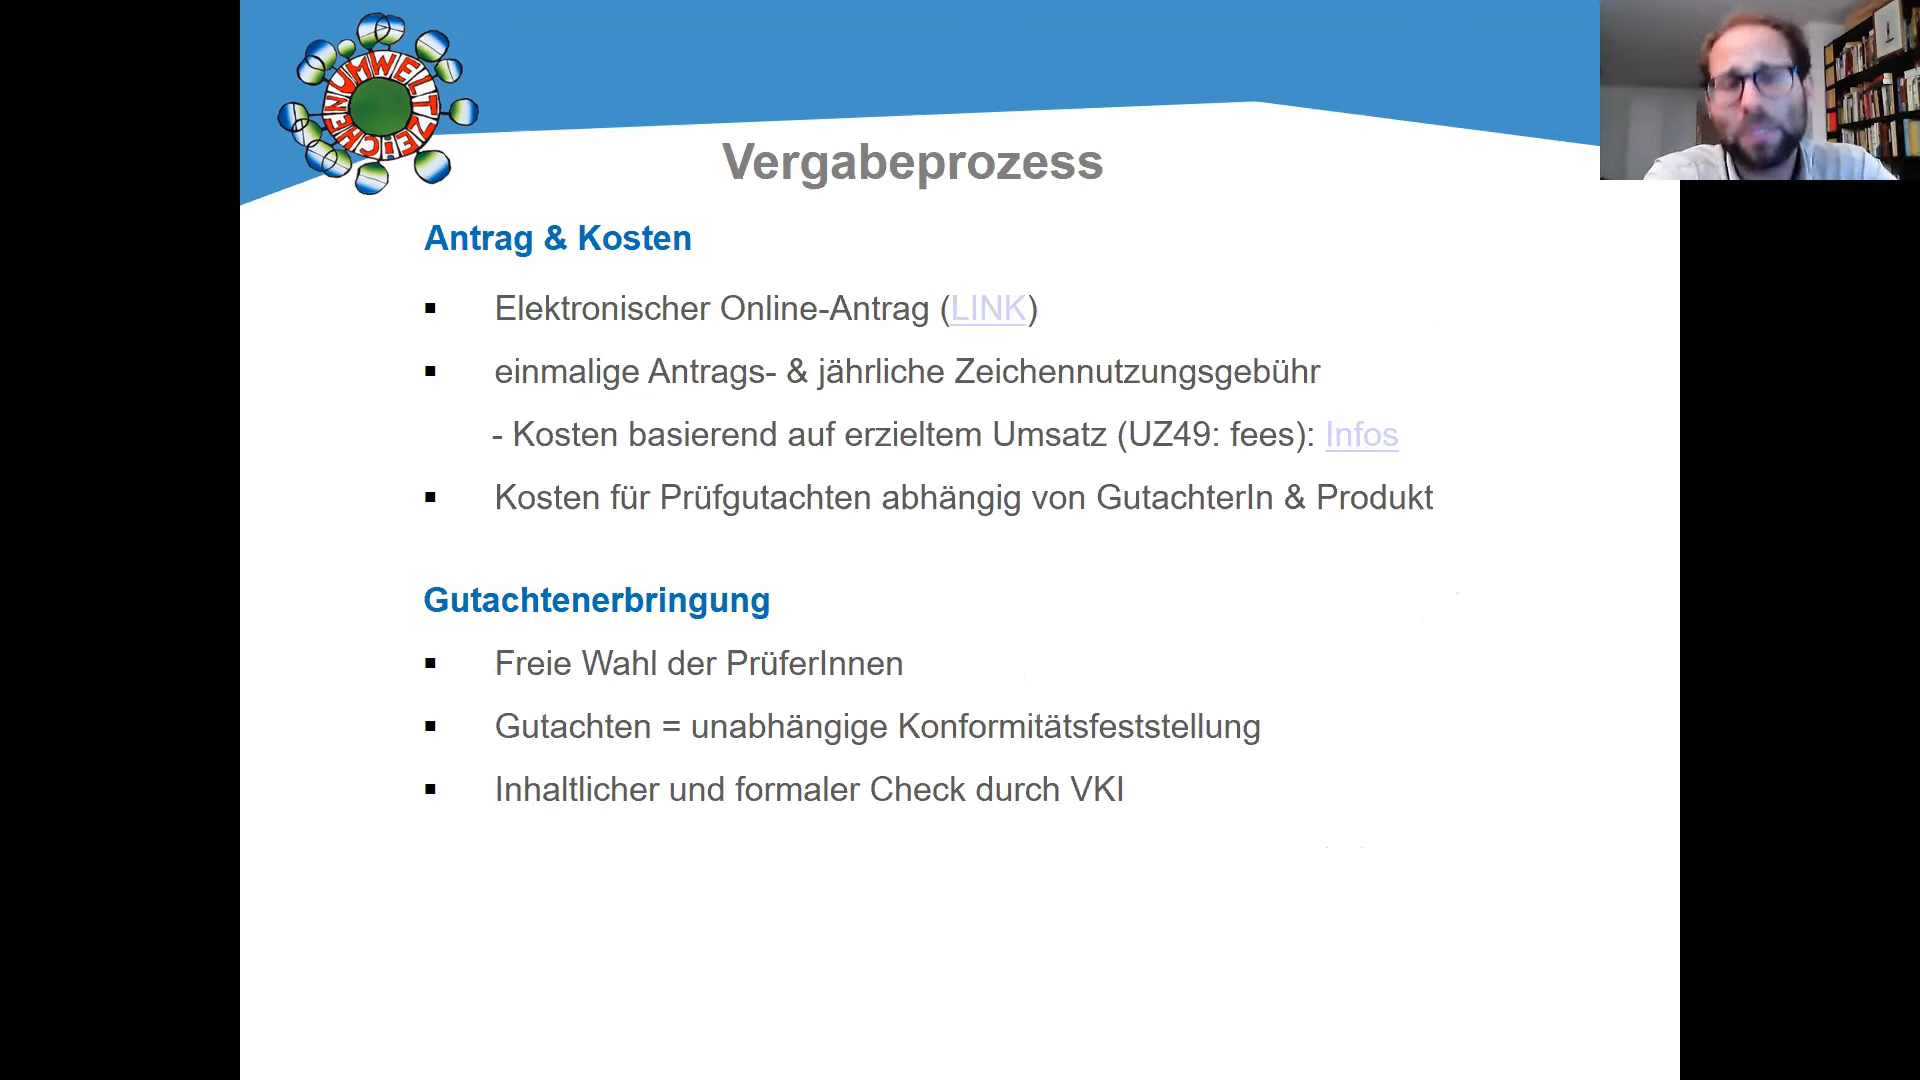 UMWELTZEICHEN
Vergabeprozess
Antrag & Kosten
▪ Elektronischer Online-Antrag (LINK)
▪ einmalige Antrags- & jährliche Zeichennutzungsgebühr
- Kosten basierend auf erzieltem Umsatz (UZ49: fees): Infos
▪ Kosten für Prüfgutachten abhängig von GutachterIn & Produkt
Gutachtenerbringung
▪ Freie Wahl der PrüferInnen
▪ Gutachten = unabhängige Konformitätsfeststellung
▪ Inhaltlicher und formaler Check durch VKI